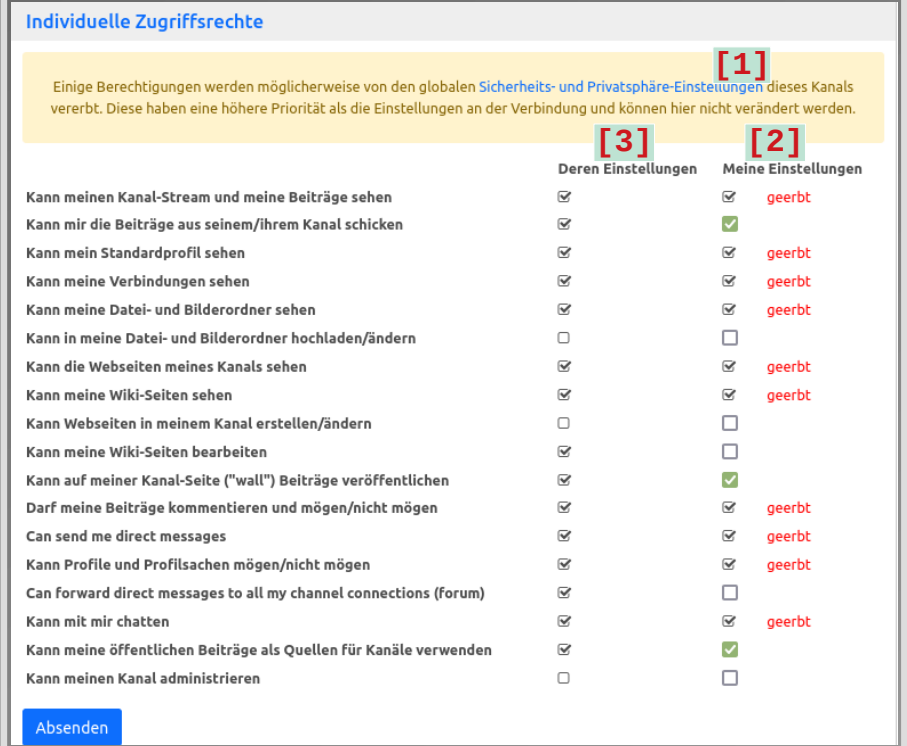 Individuelle Zugriffsrechte
[1]
Einige Berechtigungen werden möglicherweise von den globalen Sicherheits- und Privatsphäre-Einstellungen dieses Kanals
vererbt. Diese haben eine höhere Priorität als die Einstellungen an der Verbindung und können hier nicht verändert werden.
[3] [2]
Deren Einstellungen Meine Einstellungen
Kann meinen Kanal-Stream und meine Beiträge sehen geerbt
Kann mir die Beiträge aus seinem/ihrem Kanal schicken
Kann mein Standardprofil sehen geerbt
Kann meine Verbindungen sehen geerbt
Kann meine Datei- und Bilderordner sehen geerbt
Kann in meine Datei- und Bilderordner hochladen/ändern
Kann die Webseiten meines Kanals sehen geerbt
Kann meine Wiki-Seiten sehen geerbt
Kann Webseiten in meinem Kanal erstellen/ändern
Kann meine Wiki-Seiten bearbeiten
Kann auf meiner Kanal-Seite ("wall") Beiträge veröffentlichen
Darf meine Beiträge kommentieren und mögen/nicht mögen geerbt
Can send me direct messages geerbt
Kann Profile und Profilsachen mögen/nicht mögen geerbt
Can forward direct messages to all my channel connections (forum)
Kann mit mir chatten geerbt
Kann meine öffentlichen Beiträge als Quellen für Kanäle verwenden
Kann meinen Kanal administrieren
Absenden